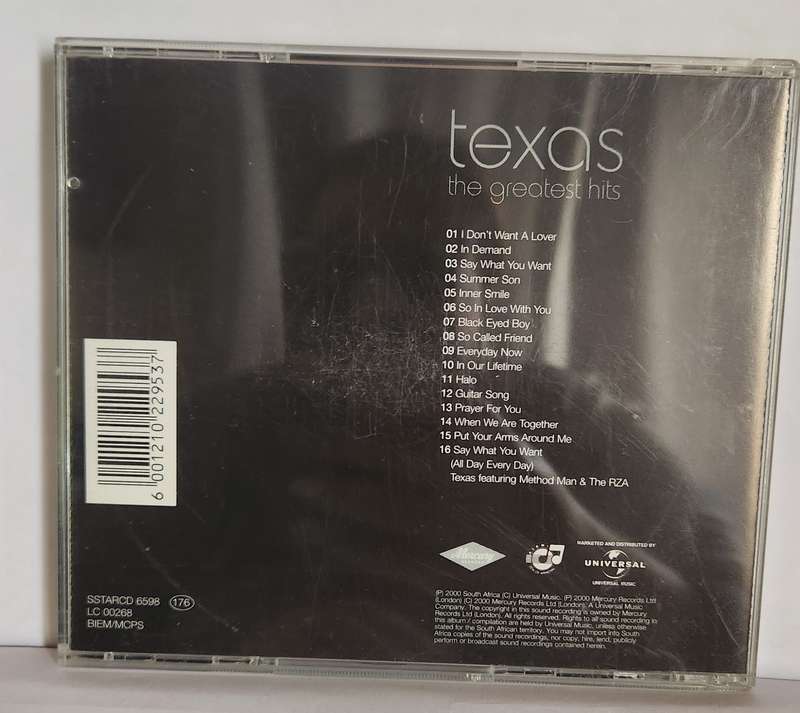 texas
the greatest hits
01 I Don't Want A Lover
02 In Demand
03 Say What You Want
04 Summer Son
05 Inner Smile
06 So In Love With You
07 Black Eyed Boy
08 So Called Friend
09 Everyday Now
10 In Our Lifetime
11 Halo
12 Guitar Song
13 Prayer For You
14 When We Are Together
15 Put Your Arms Around Me
16 Say What You Want
(All Day Every Day)
Texas featuring Method Man & The RZA
6 001210 229537
Mercury
MARKETED AND DISTRIBUTED BY
UNIVERSAL
UNIVERSAL MUSIC
SSTARCD 6598 176
LC 00268
BIEM/MCPS
(P) 2000 South Africa (C) Universal Music. (P) 2000 Mercury Records Ltd
(London) (C) 2000 Mercury Records Ltd (London). A Universal Music
Company. The copyright in this sound recording is owned by Mercury
Records Ltd (London). All rights reserved. Rights to all sound recording to
this album / compilation are held by Universal Music, unless otherwise
stated for the South African territory. You may not import into South
Africa copies of the sound recordings, nor copy, hire, lend, publicly
perform or broadcast sound recordings contained herein.